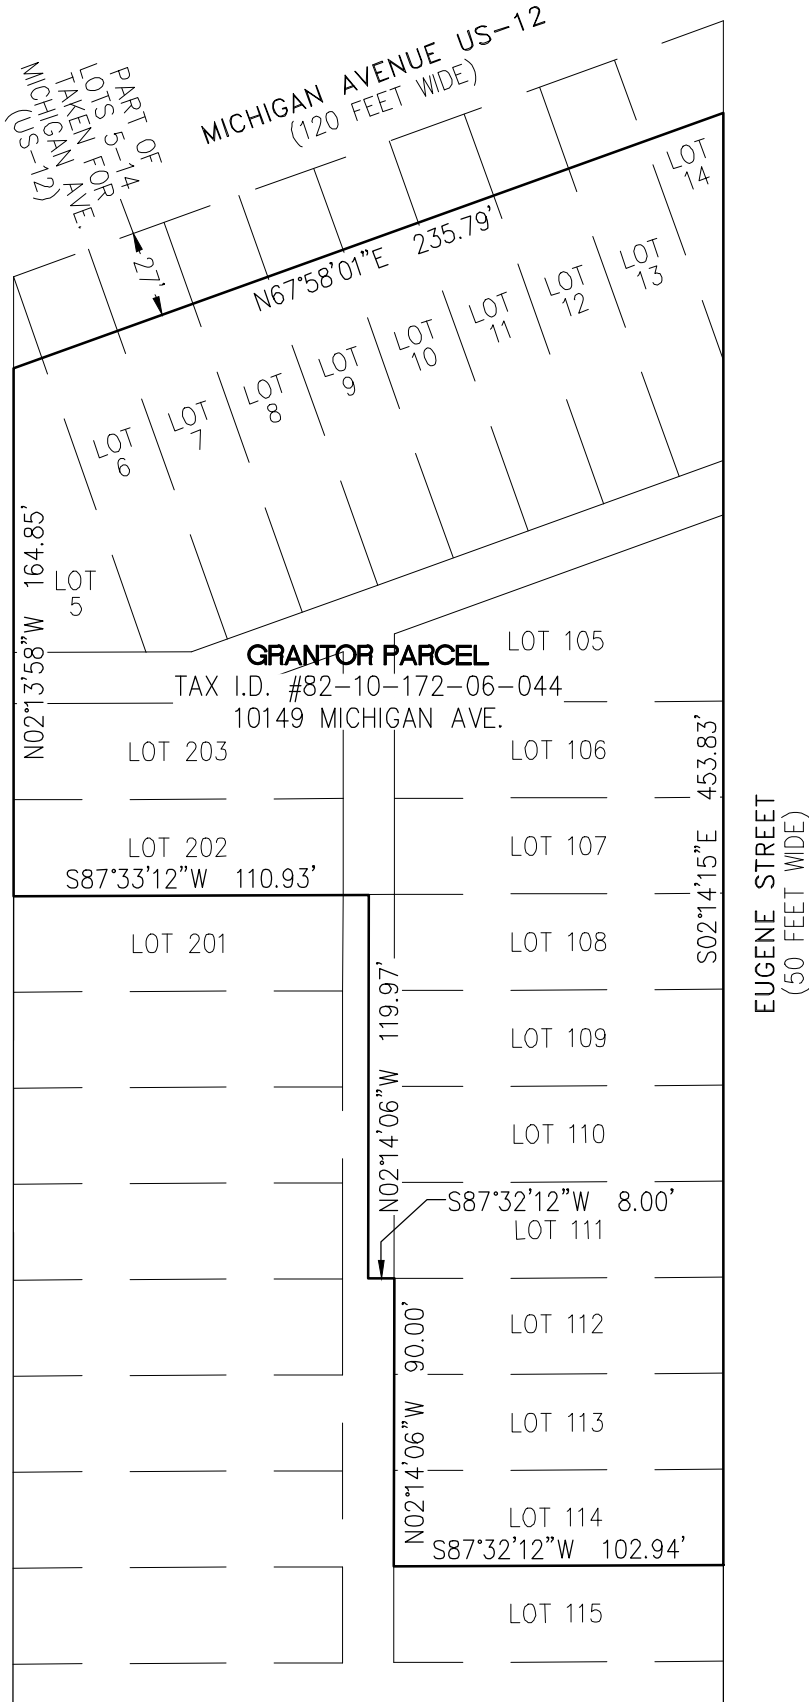 MICHIGAN AVENUE US-12
(120 FEET WIDE)
PART OF
LOTS 5-14
TAKEN FOR
MICHIGAN AVE.
(US-12)
27'
N67°58'01"E 235.79'
LOT
14
LOT
13
LOT
12
LOT
11
LOT
10
LOT
9
LOT
8
LOT
7
LOT
6
LOT
5
N02°13'58"W 164.85'
GRANTOR PARCEL
TAX I.D. #82-10-172-06-044
10149 MICHIGAN AVE.
LOT 105
LOT 203
LOT 106
LOT 202
LOT 107
S87°33'12"W 110.93'
S02°14'15"E 453.83'
EUGENE STREET
(50 FEET WIDE)
LOT 201
LOT 108
N02°14'06"W 119.97'
LOT 109
LOT 110
S87°32'12"W 8.00'
LOT 111
LOT 112
N02°14'06"W 90.00'
LOT 113
LOT 114
S87°32'12"W 102.94'
LOT 115